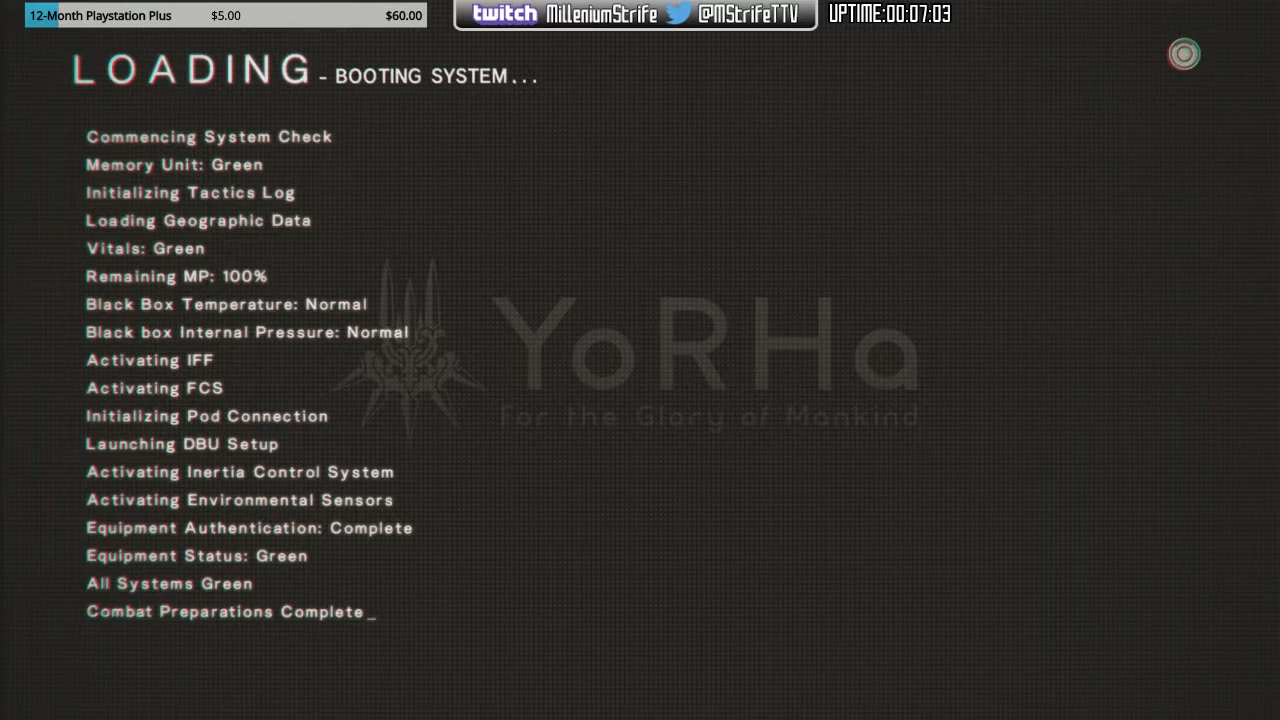 12-Month Playstation Plus $5.00 $60.00
twitch MilleniumStrife @MStrifeTTV UPTIME:00:07:03
LOADING - BOOTING SYSTEM...
Commencing System Check
Memory Unit: Green
Initializing Tactics Log
Loading Geographic Data
Vitals: Green
Remaining MP: 100%
Black Box Temperature: Normal
Black box Internal Pressure: Normal
Activating IFF
Activating FCS
Initializing Pod Connection
Launching DBU Setup
Activating Inertia Control System
Activating Environmental Sensors
Equipment Authentication: Complete
Equipment Status: Green
All Systems Green
Combat Preparations Complete_
YoRHa
For the Glory of Mankind